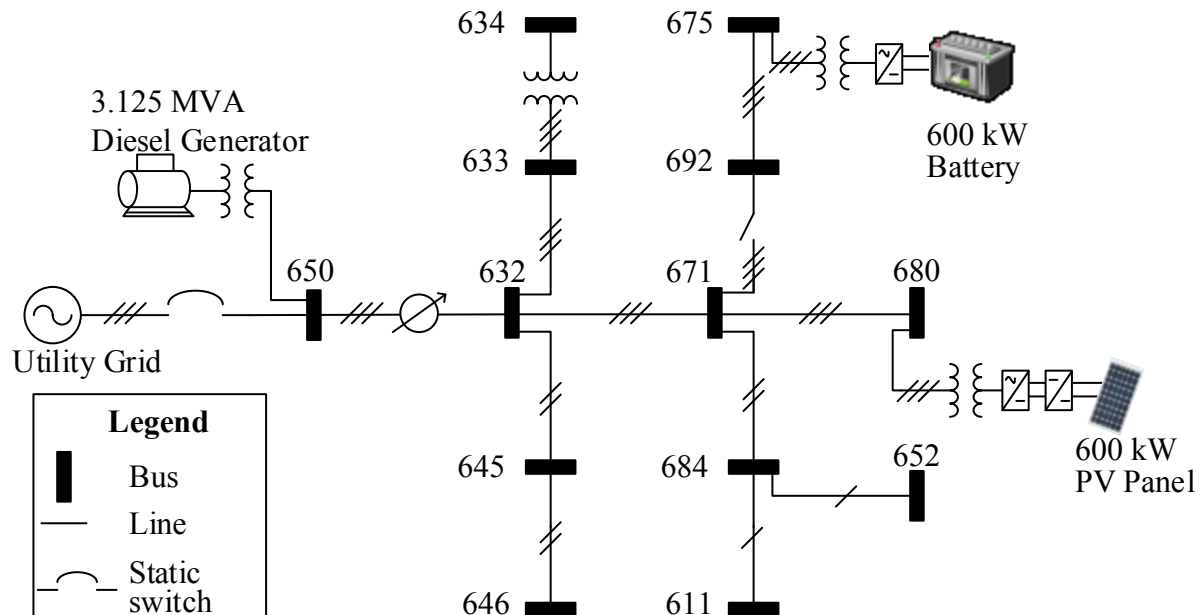 634
675
3.125 MVA
Diesel Generator
600 kW
Battery
633
692
650
632
671
680
Utility Grid
Legend
Bus
Line
Static
switch
645
684
652
600 kW
PV Panel
646
611